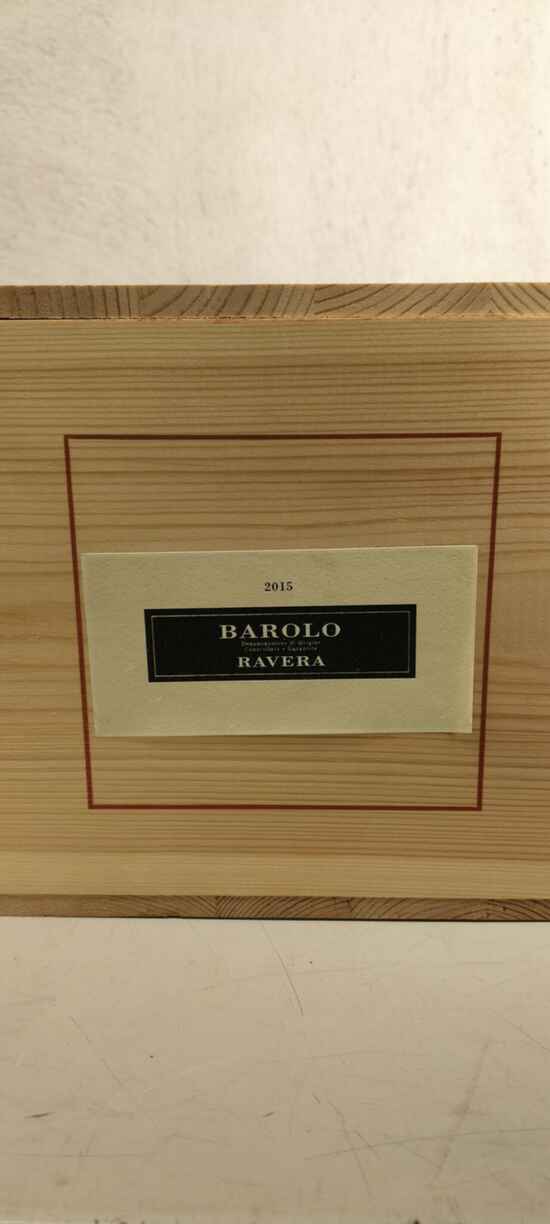 2015
BAROLO
Denominazione di Origine
Controllata e Garantita
RAVERA